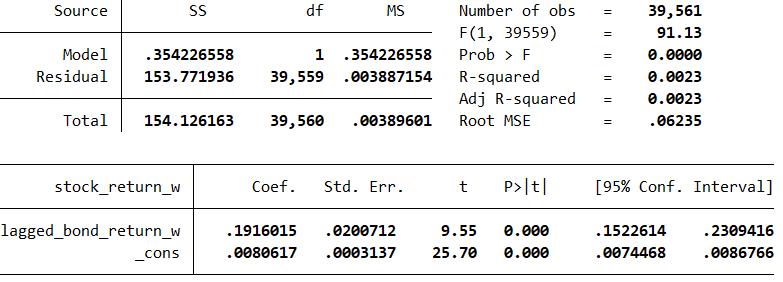 Source | SS df MS Number of obs = 39,561
F(1, 39559) = 91.13
Model | .354226558 1 .354226558 Prob > F = 0.0000
Residual | 153.771936 39,559 .003887154 R-squared = 0.0023
Adj R-squared = 0.0023
Total | 154.126163 39,560 .00389601 Root MSE = .06235
stock_return_w | Coef. Std. Err. t P>|t| [95% Conf. Interval]
lagged_bond_return_w | .1916015 .0200712 9.55 0.000 .1522614 .2309416
_cons | .0080617 .0003137 25.70 0.000 .0074468 .0086766